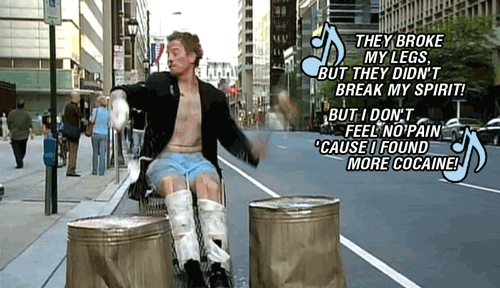 THEY BROKE
MY LEGS,
BUT THEY DIDN'T
BREAK MY SPIRIT!
BUT I DON'T
FEEL NO PAIN
'CAUSE I FOUND
MORE COCAINE!